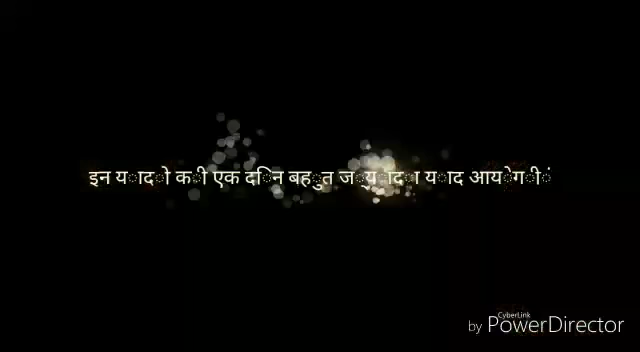 इन यादो की एक दिन बहुत ज्यादा याद आयेगीं
CyberLink
by PowerDirector